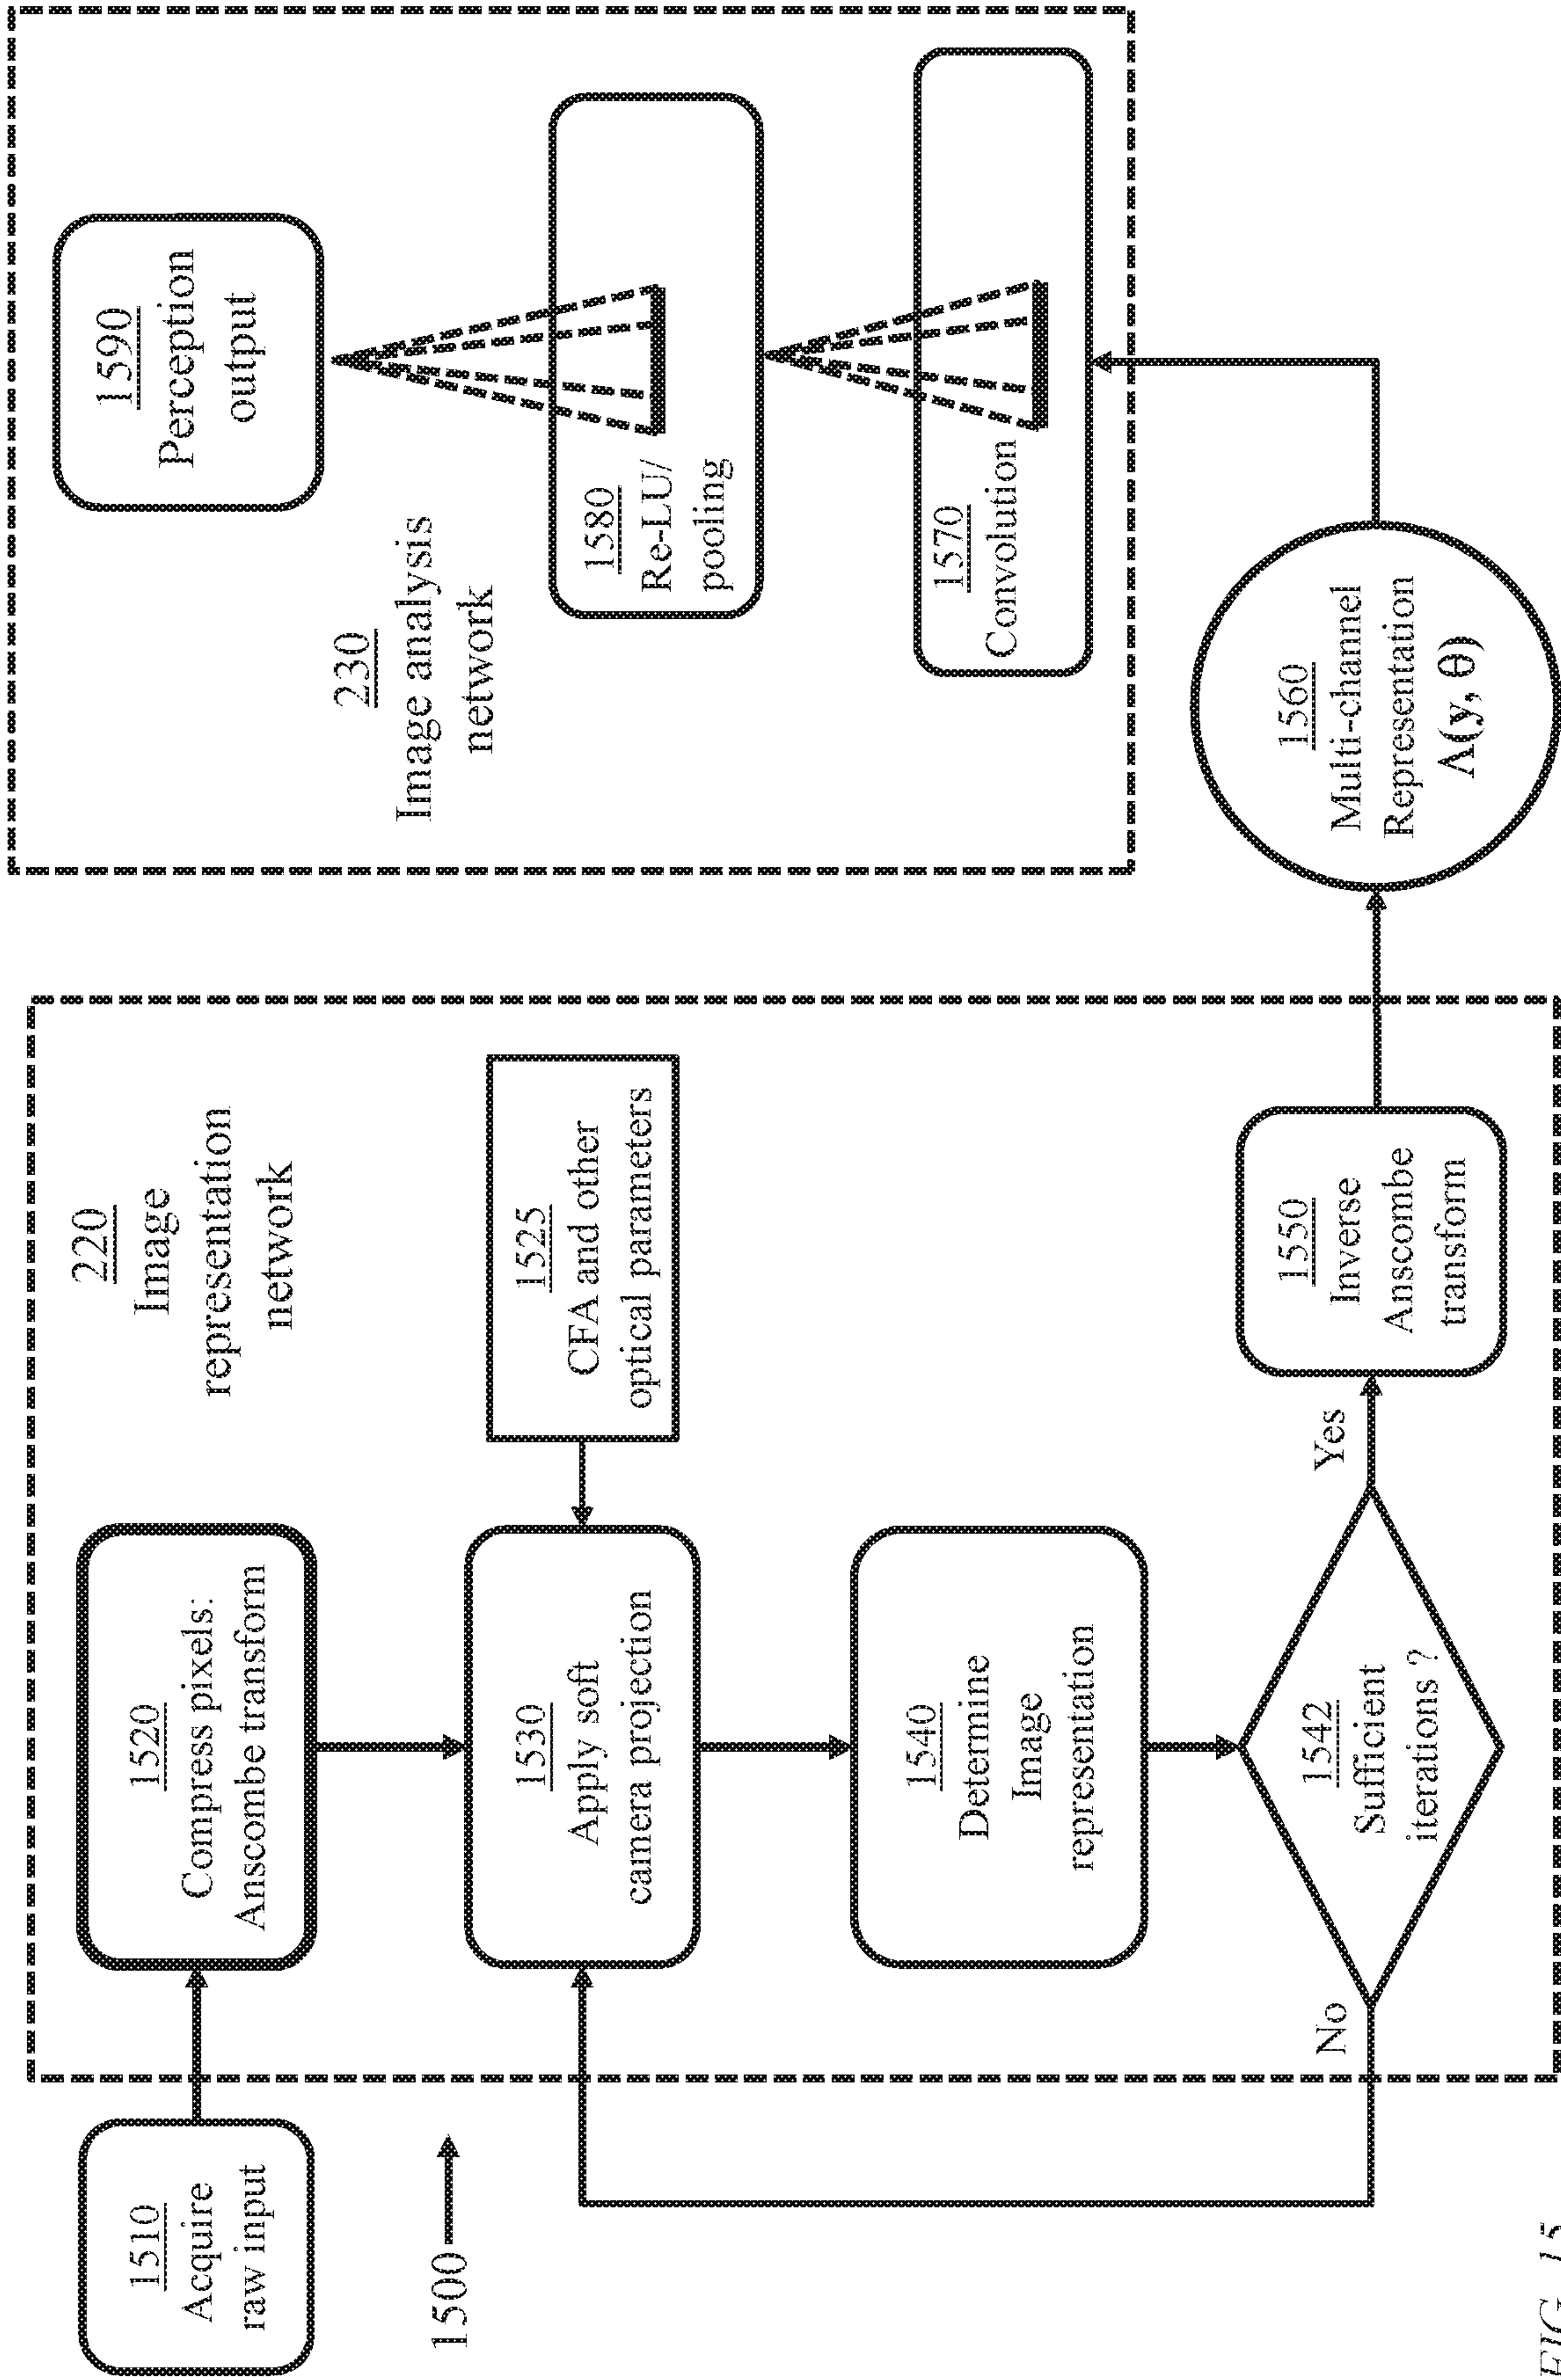 1510
Acquire
raw input
1500
220
Image
representation
network
1520
Compress pixels:
Anscombe transform
1530
Apply soft
camera projection
1525
CFA and other
optical parameters
1540
Determine
Image
representation
1542
Sufficient
iterations ?
No
Yes
1550
Inverse
Anscombe
transform
1560
Multi-channel
Representation
Λ(y, θ)
230
Image analysis
network
1570
Convolution
1580
Re-LU/
pooling
1590
Perception
output
FIG. 15